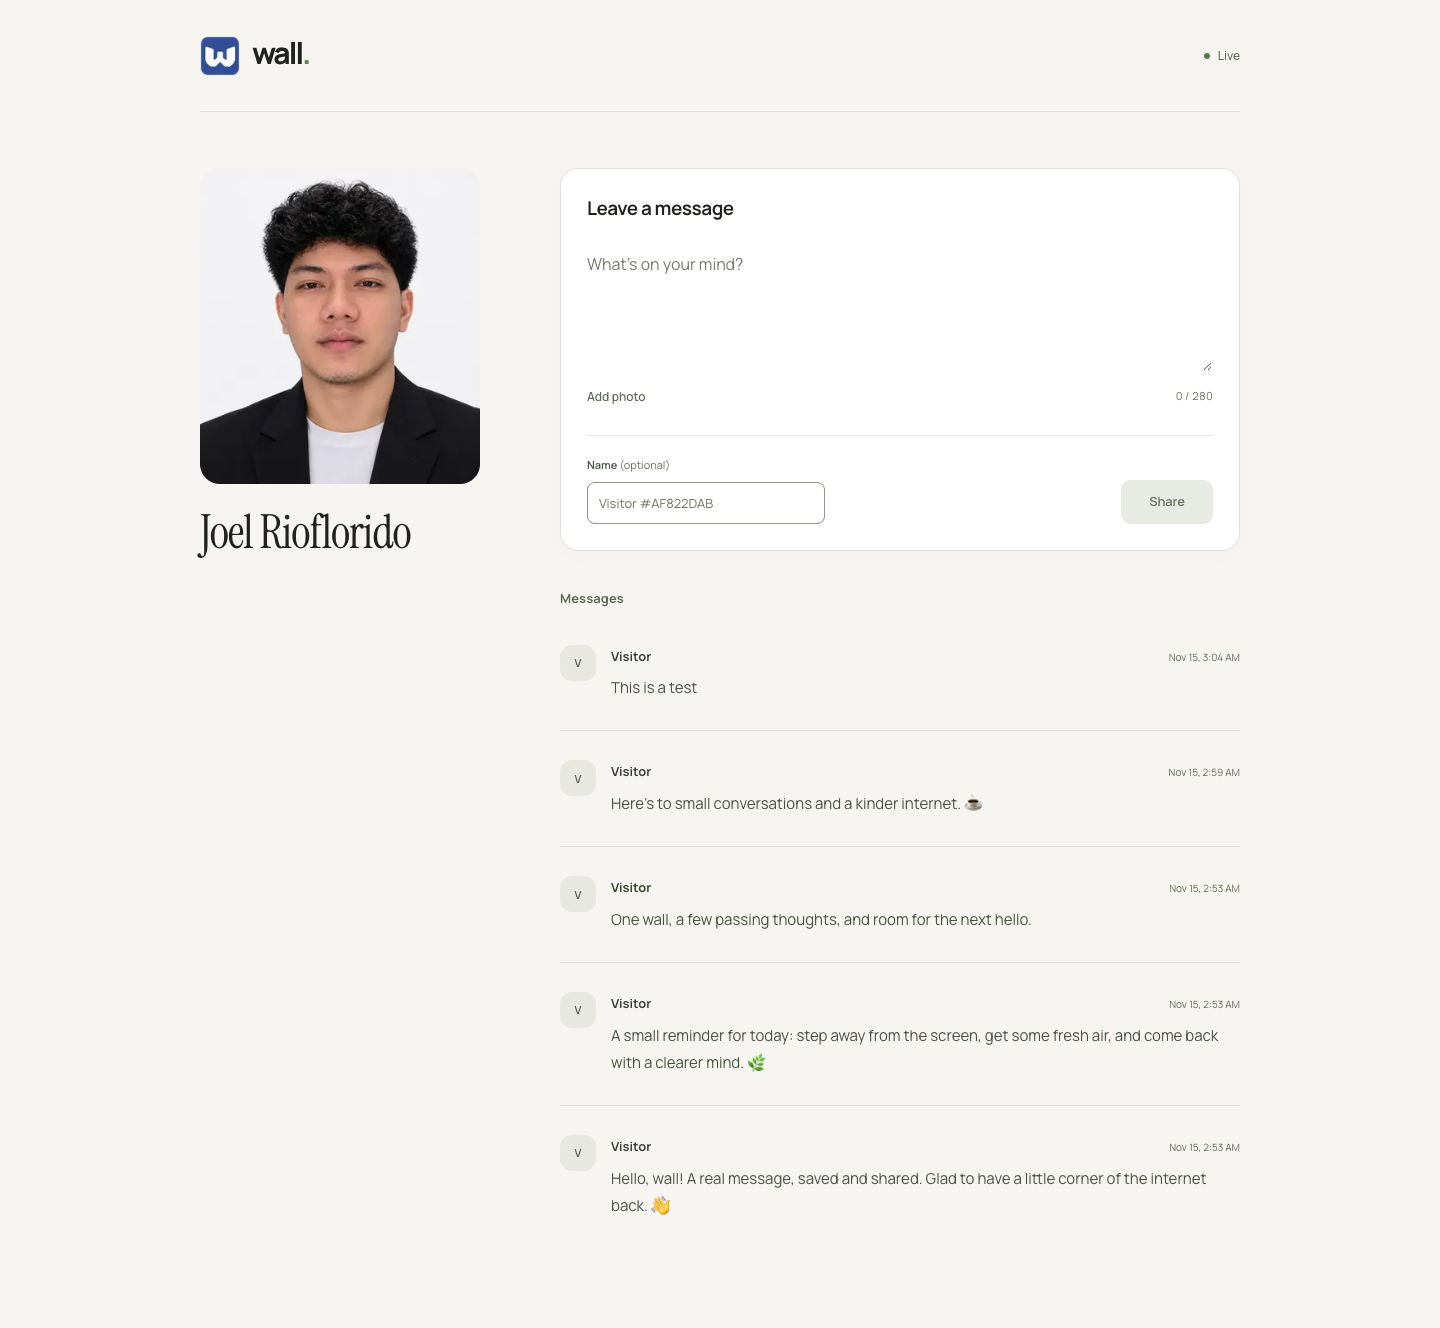 wall.
Live
Joel Rioflorido
Leave a message
What's on your mind?
Add photo
0 / 280
Name (optional)
Visitor #AF822DAB
Share
Messages
V
Visitor
Nov 15, 3:04 AM
This is a test
V
Visitor
Nov 15, 2:59 AM
Here's to small conversations and a kinder internet. ☕
V
Visitor
Nov 15, 2:53 AM
One wall, a few passing thoughts, and room for the next hello.
V
Visitor
Nov 15, 2:53 AM
A small reminder for today: step away from the screen, get some fresh air, and come back
with a clearer mind. 🌿
V
Visitor
Nov 15, 2:53 AM
Hello, wall! A real message, saved and shared. Glad to have a little corner of the internet
back. 👋